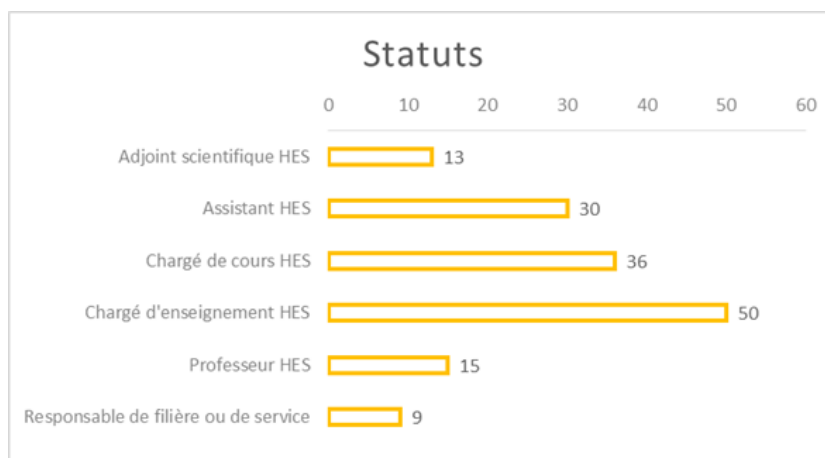 Statuts
0 10 20 30 40 50 60
Adjoint scientifique HES 13
Assistant HES 30
Chargé de cours HES 36
Chargé d'enseignement HES 50
Professeur HES 15
Responsable de filière ou de service 9